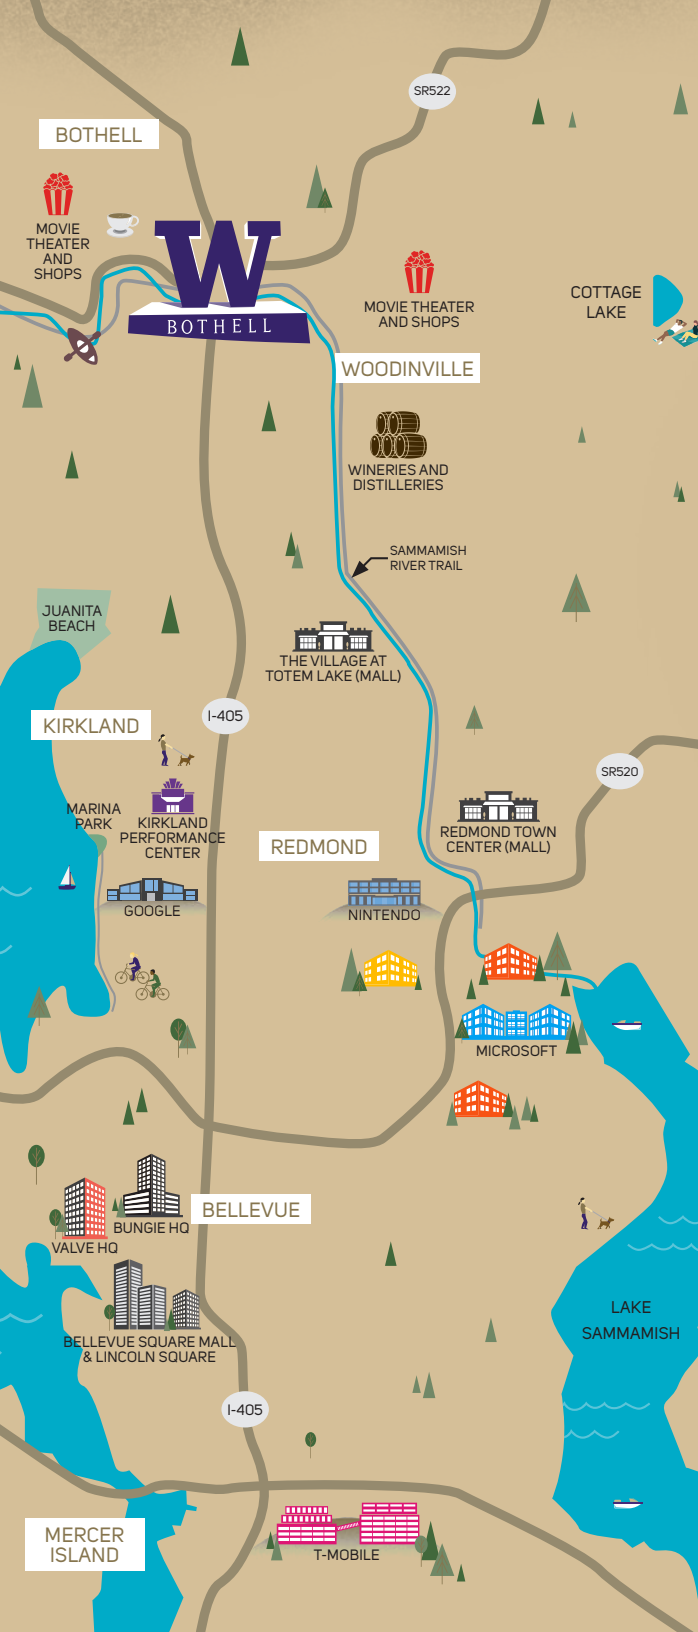 SR522
BOTHELL
MOVIE
THEATER
AND
SHOPS
W
BOTHELL
MOVIE THEATER
AND SHOPS
COTTAGE
LAKE
WOODINVILLE
WINERIES AND
DISTILLERIES
SAMMAMISH
RIVER TRAIL
JUANITA
BEACH
THE VILLAGE AT
TOTEM LAKE (MALL)
I-405
KIRKLAND
SR520
MARINA
PARK
KIRKLAND
PERFORMANCE
CENTER
REDMOND TOWN
CENTER (MALL)
REDMOND
GOOGLE
NINTENDO
MICROSOFT
BELLEVUE
BUNGIE HQ
VALVE HQ
LAKE
SAMMAMISH
BELLEVUE SQUARE MALL
& LINCOLN SQUARE
I-405
MERCER
ISLAND
T-MOBILE